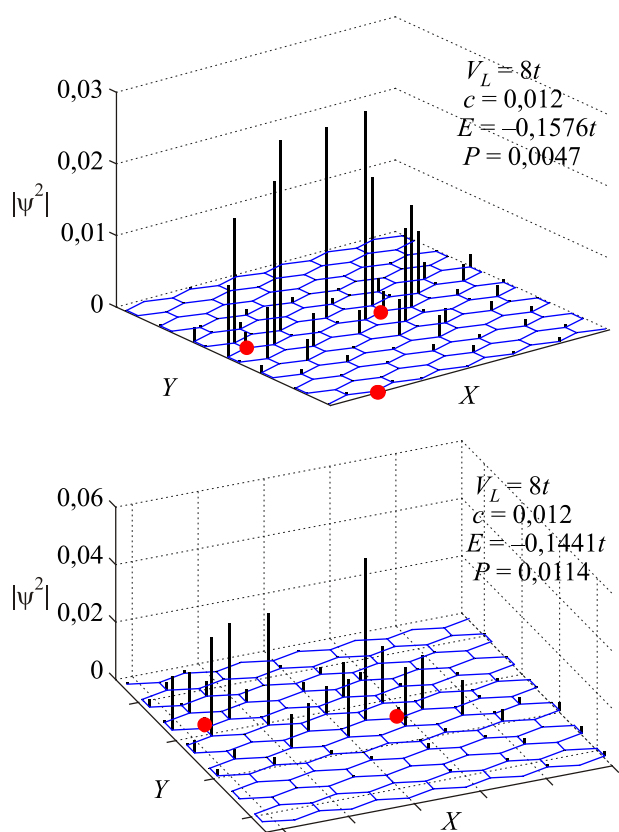 0,03
0,02
0,01
0
|ψ²|
Y
X
V_L = 8t
c = 0,012
E = –0,1576t
P = 0,0047
0,06
0,04
0,02
0
|ψ²|
Y
X
V_L = 8t
c = 0,012
E = –0,1441t
P = 0,0114